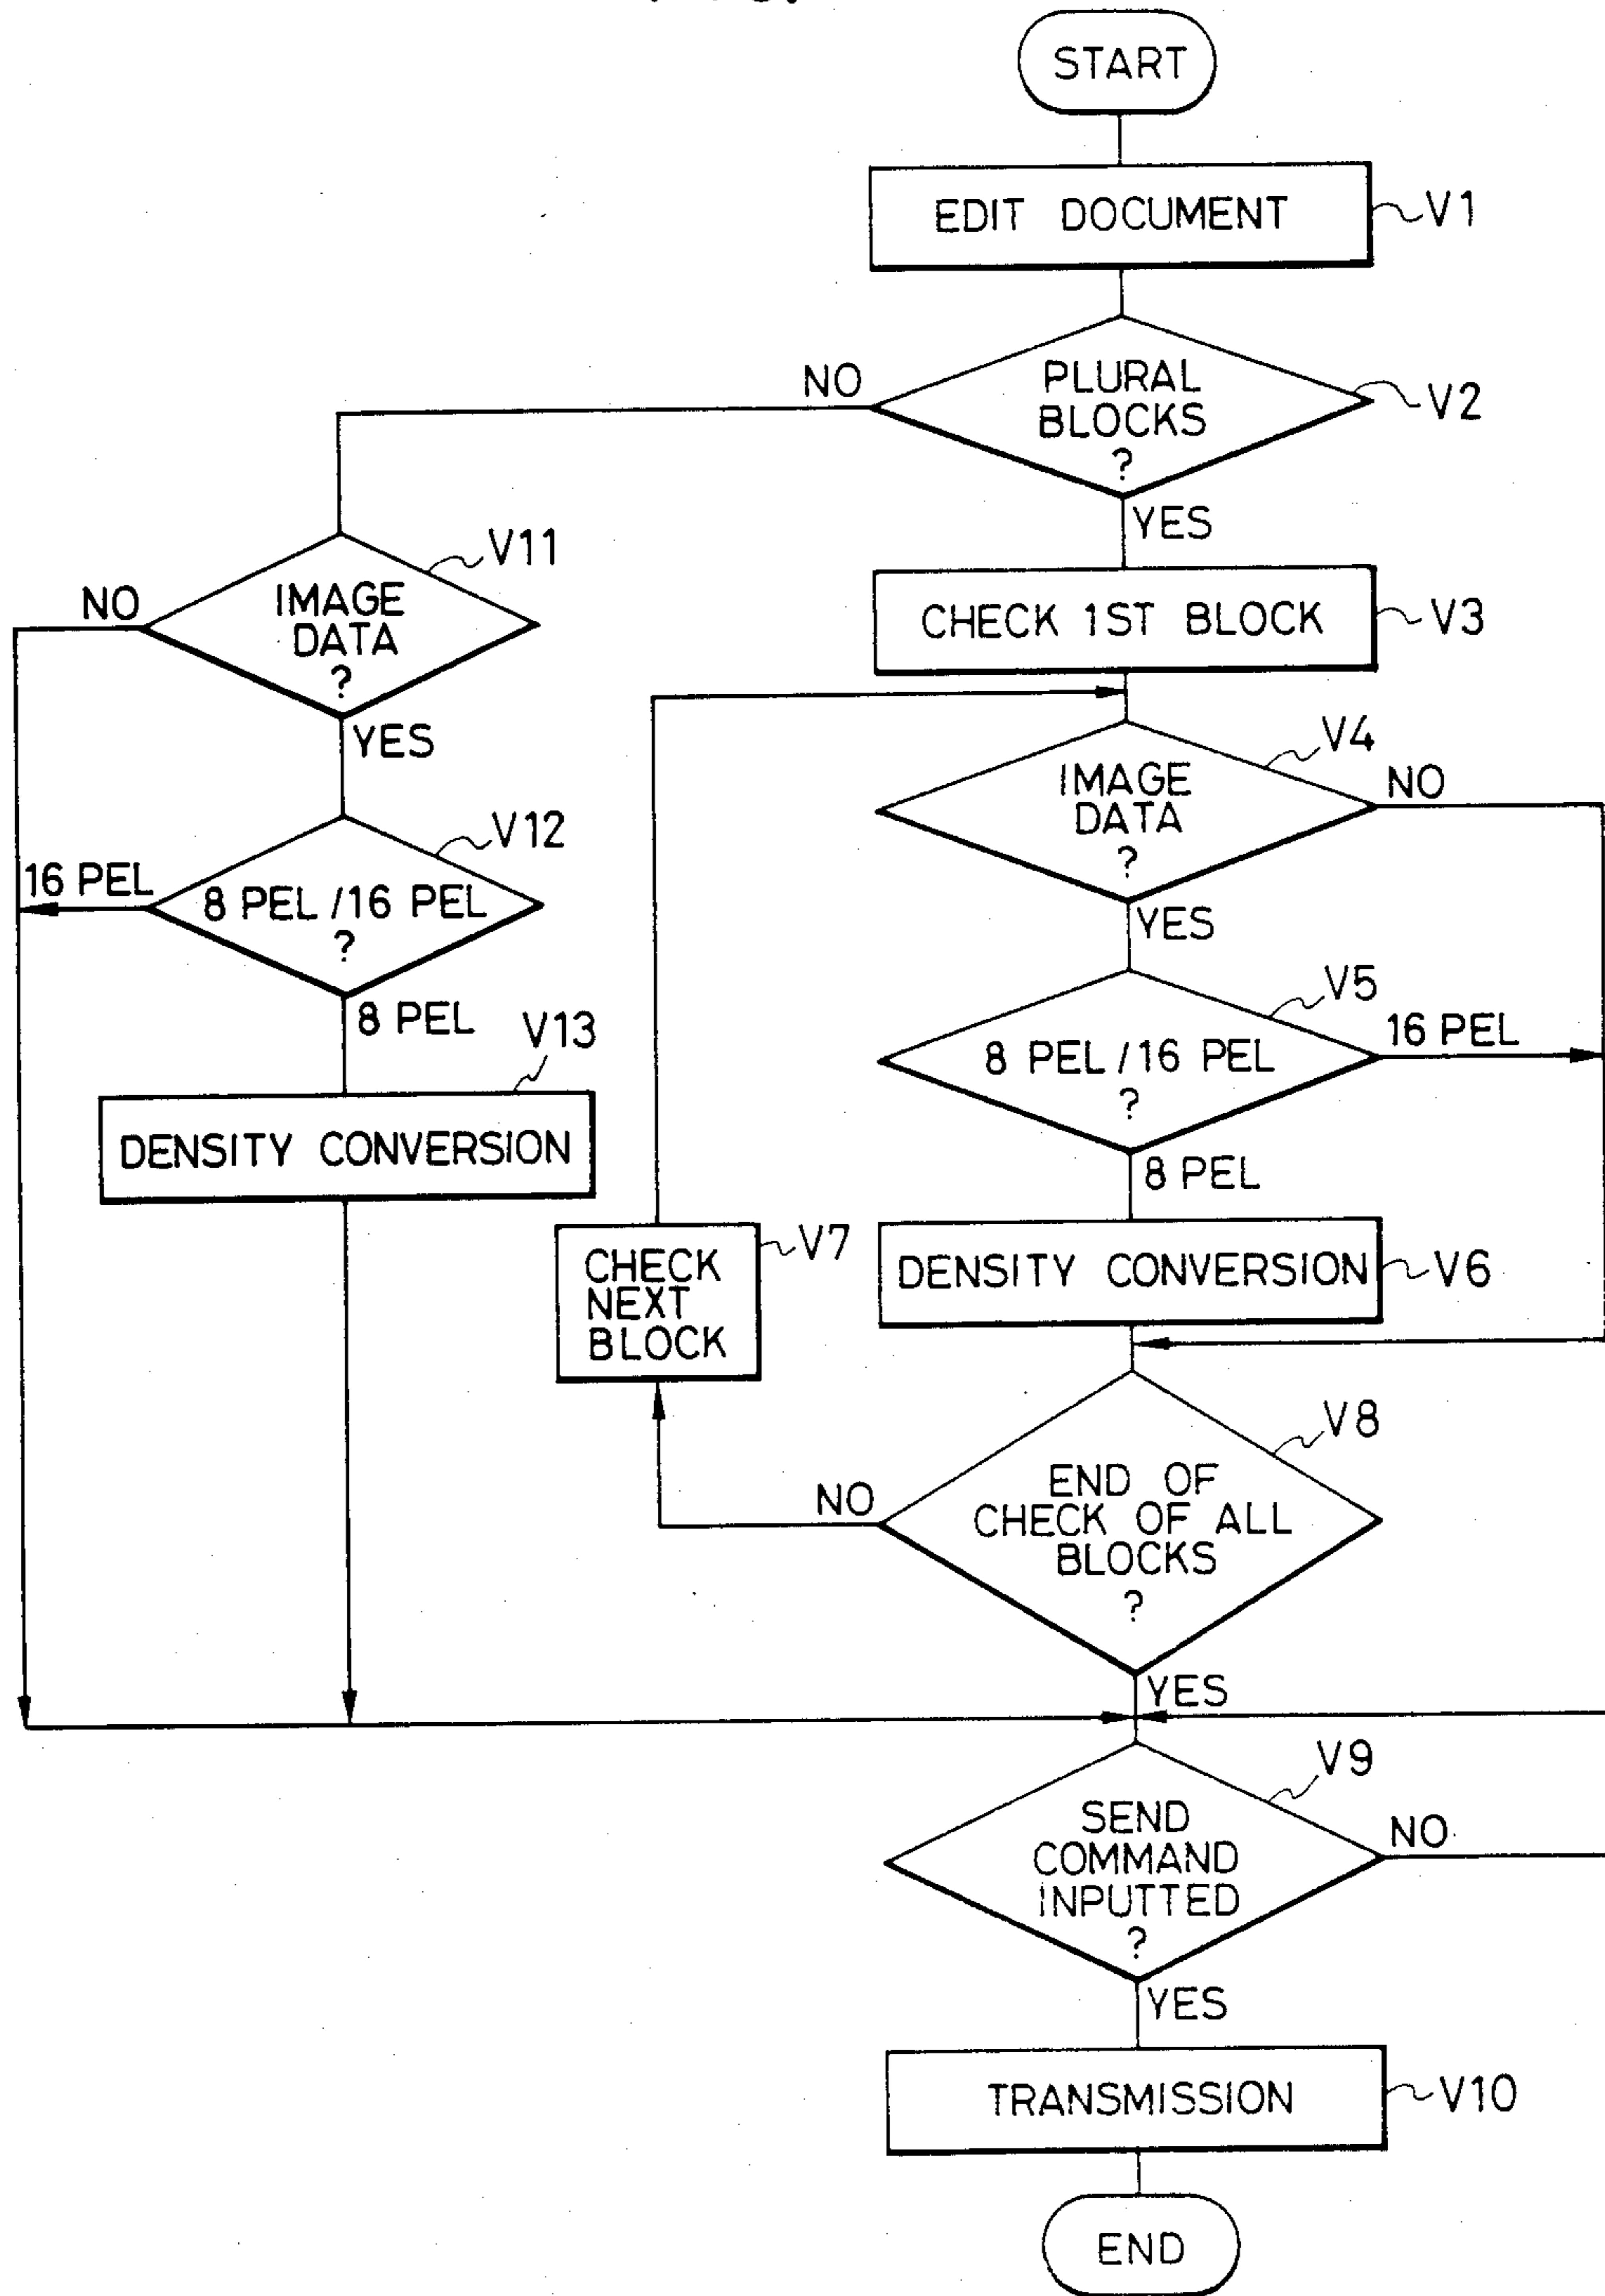 START
EDIT DOCUMENT
V1
PLURAL
BLOCKS
?
V2
NO
YES
V11
IMAGE
DATA
?
NO
YES
CHECK 1ST BLOCK
V3
V4
IMAGE
DATA
?
NO
YES
V12
16 PEL
8 PEL / 16 PEL
?
8 PEL
V5
8 PEL / 16 PEL
?
16 PEL
8 PEL
V13
DENSITY CONVERSION
CHECK
NEXT
BLOCK
V7
DENSITY CONVERSION
V6
V8
END OF
CHECK OF ALL
BLOCKS
?
NO
YES
V9
SEND
COMMAND
INPUTTED
?
NO
YES
TRANSMISSION
V10
END